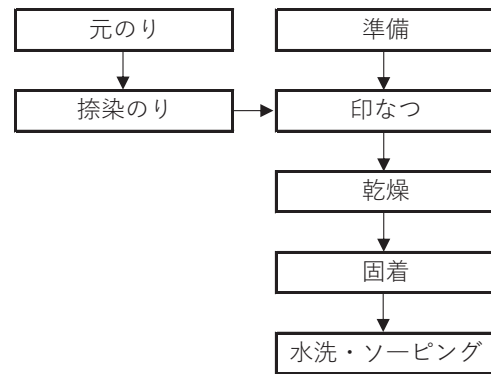 元のり
準備
捺染のり
印なつ
乾燥
固着
水洗・ソーピング